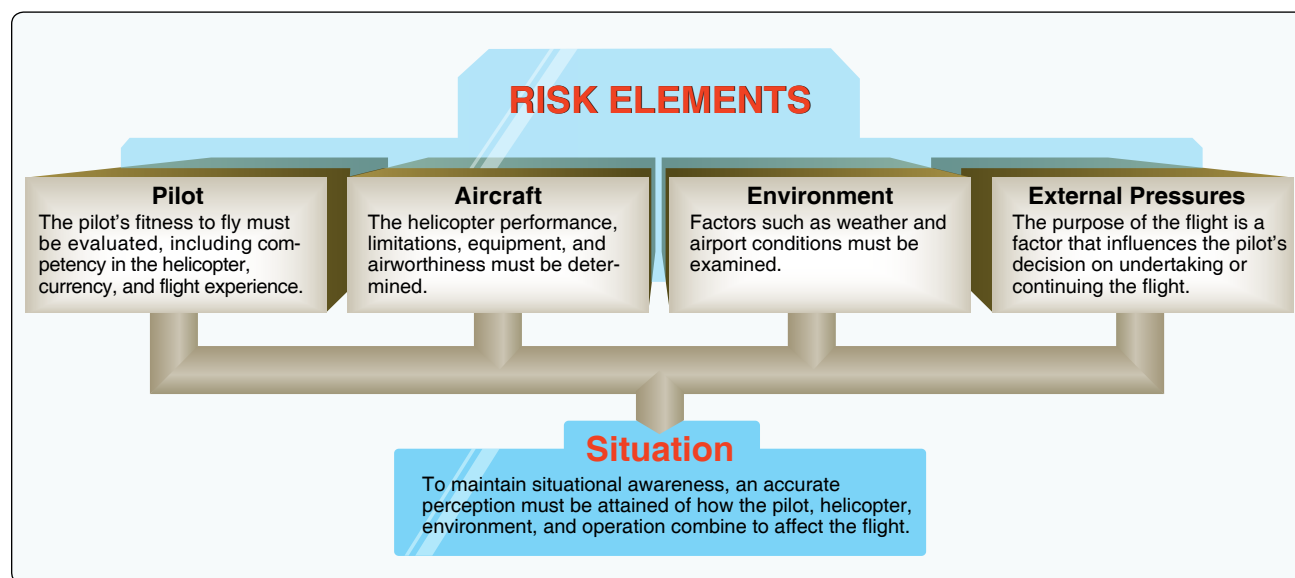 RISK ELEMENTS
Pilot
The pilot's fitness to fly must
be evaluated, including com-
petency in the helicopter,
currency, and flight experience.
Aircraft
The helicopter performance,
limitations, equipment, and
airworthiness must be deter-
mined.
Environment
Factors such as weather and
airport conditions must be
examined.
External Pressures
The purpose of the flight is a
factor that influences the pilot's
decision on undertaking or
continuing the flight.
Situation
To maintain situational awareness, an accurate
perception must be attained of how the pilot, helicopter,
environment, and operation combine to affect the flight.